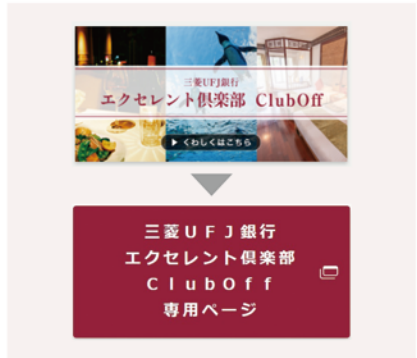 三菱UFJ銀行
エクセレント倶楽部 ClubOff
▶ くわしくはこちら
三菱ＵＦＪ銀行
エクセレント倶楽部
ＣｌｕｂＯｆｆ
専用ページ